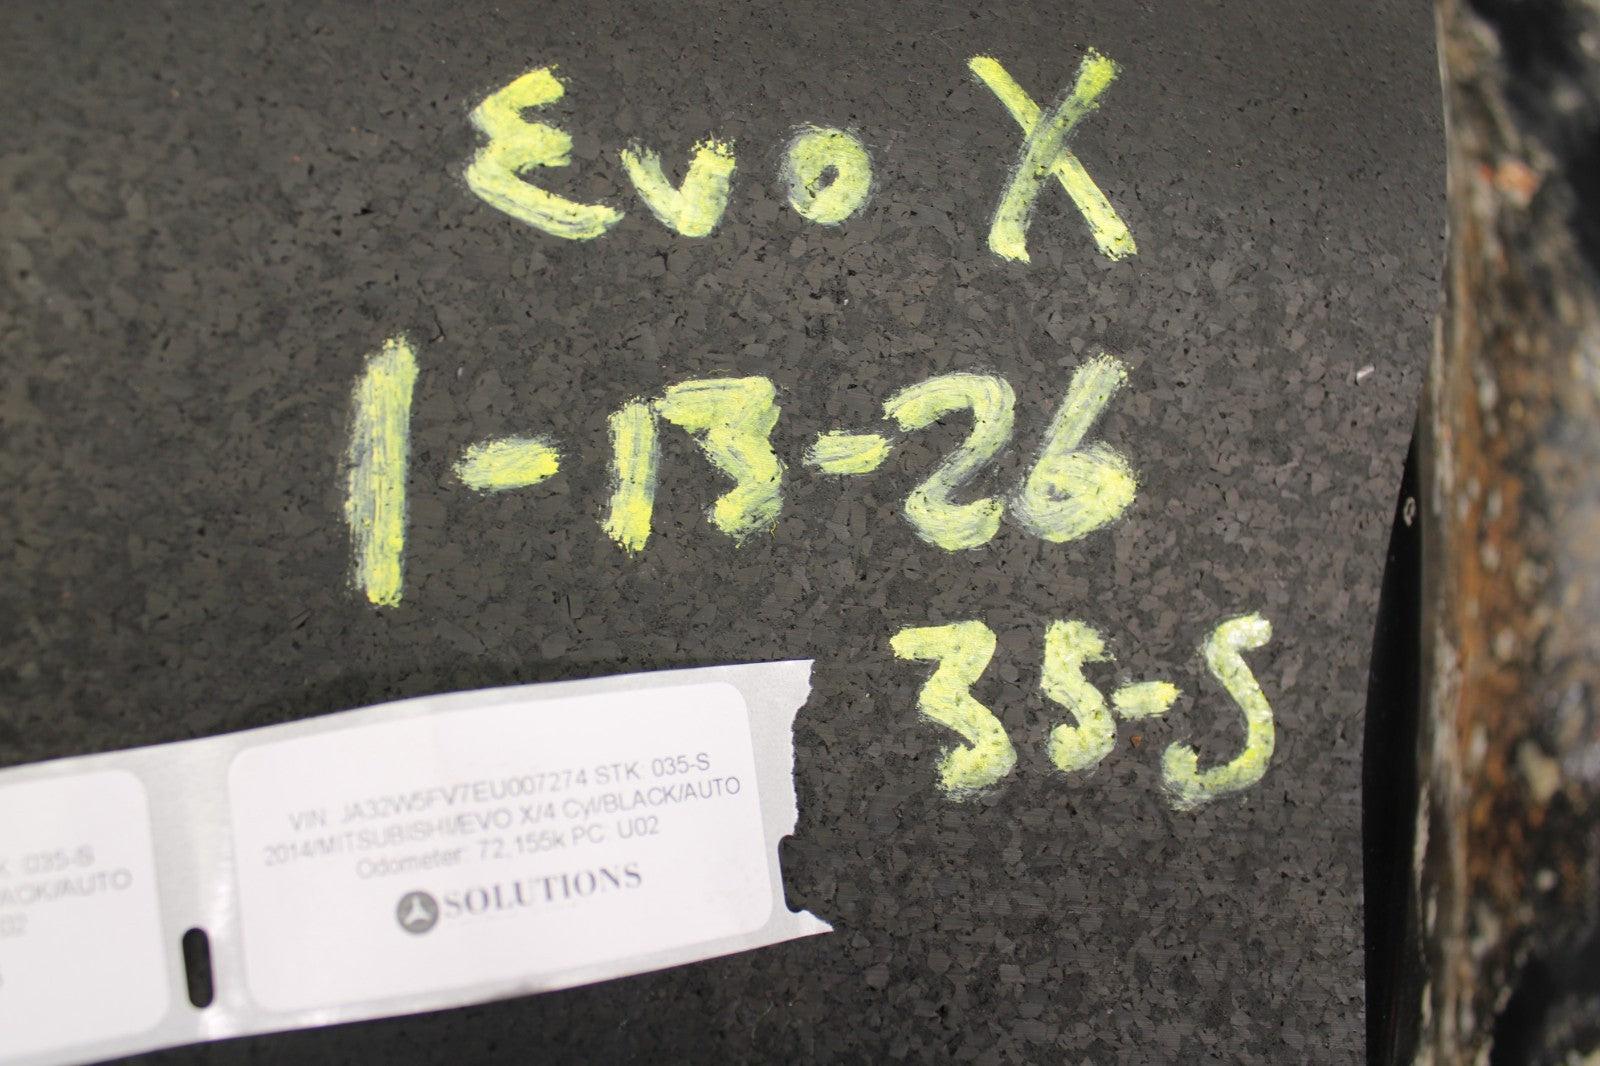 Evo X
1-13-26
35-S
VIN: JA32W5FV7EU007274 STK: 035-S
2014/MITSUBISHI/EVO X/4 Cyl/BLACK/AUTO
Odometer: 72,155k PC: U02
SOLUTIONS
K: 035-S
ACK/AUTO
02